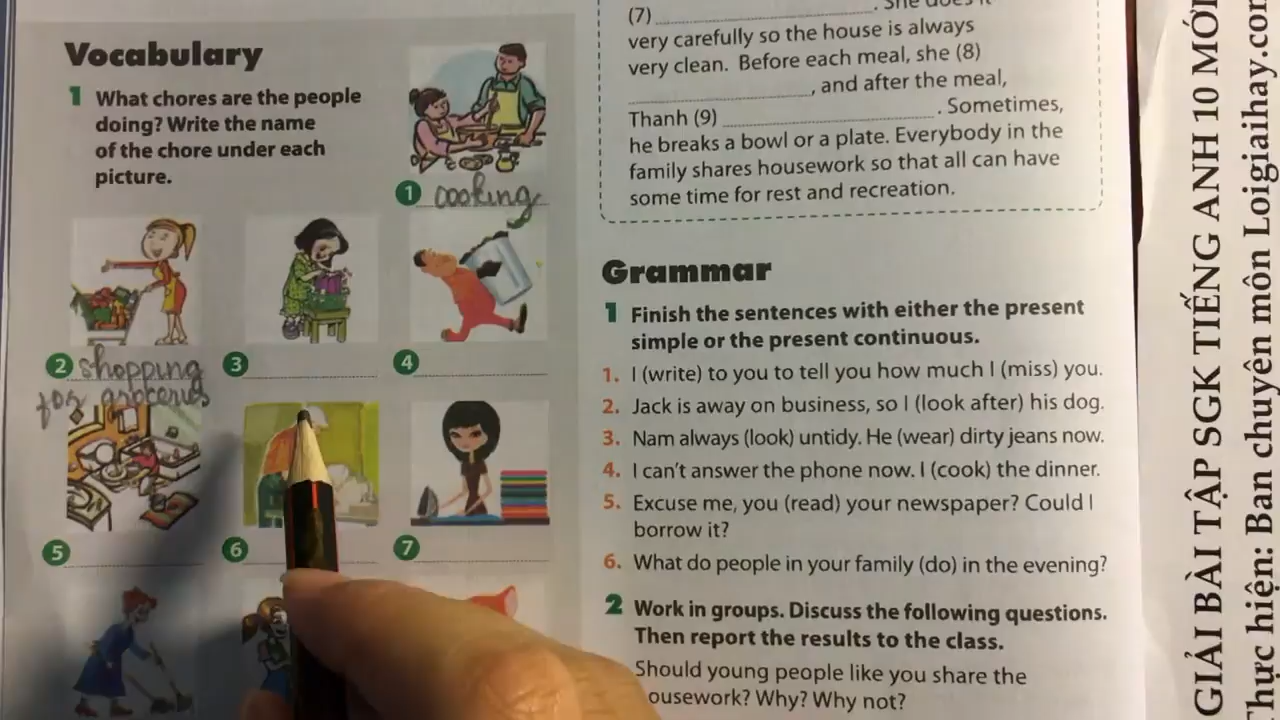 Vocabulary
1 What chores are the people
doing? Write the name
of the chore under each
picture.
1 cooking
2 shopping
for groceries
3
4
5
6
7
(7) . She does it
very carefully so the house is always
very clean. Before each meal, she (8)
, and after the meal,
Thanh (9) . Sometimes,
he breaks a bowl or a plate. Everybody in the
family shares housework so that all can have
some time for rest and recreation.
Grammar
1 Finish the sentences with either the present
simple or the present continuous.
1. I (write) to you to tell you how much I (miss) you.
2. Jack is away on business, so I (look after) his dog.
3. Nam always (look) untidy. He (wear) dirty jeans now.
4. I can't answer the phone now. I (cook) the dinner.
5. Excuse me, you (read) your newspaper? Could I
borrow it?
6. What do people in your family (do) in the evening?
2 Work in groups. Discuss the following questions.
Then report the results to the class.
Should young people like you share the
ousework? Why? Why not?
GIẢI BÀI TẬP SGK TIẾNG ANH 10 MỚI
Thực hiện: Ban chuyên môn Loigiaihay.com